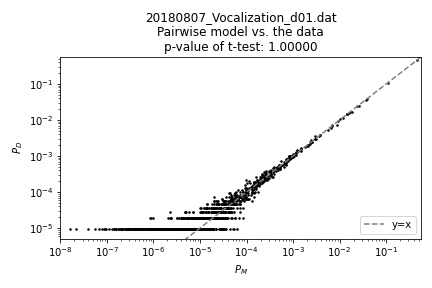 20180807_Vocalization_d01.dat
Pairwise model vs. the data
p-value of t-test: 1.00000
P_D
10^{-1}
10^{-2}
10^{-3}
10^{-4}
10^{-5}
y=x
10^{-8} 10^{-7} 10^{-6} 10^{-5} 10^{-4} 10^{-3} 10^{-2} 10^{-1}
P_M